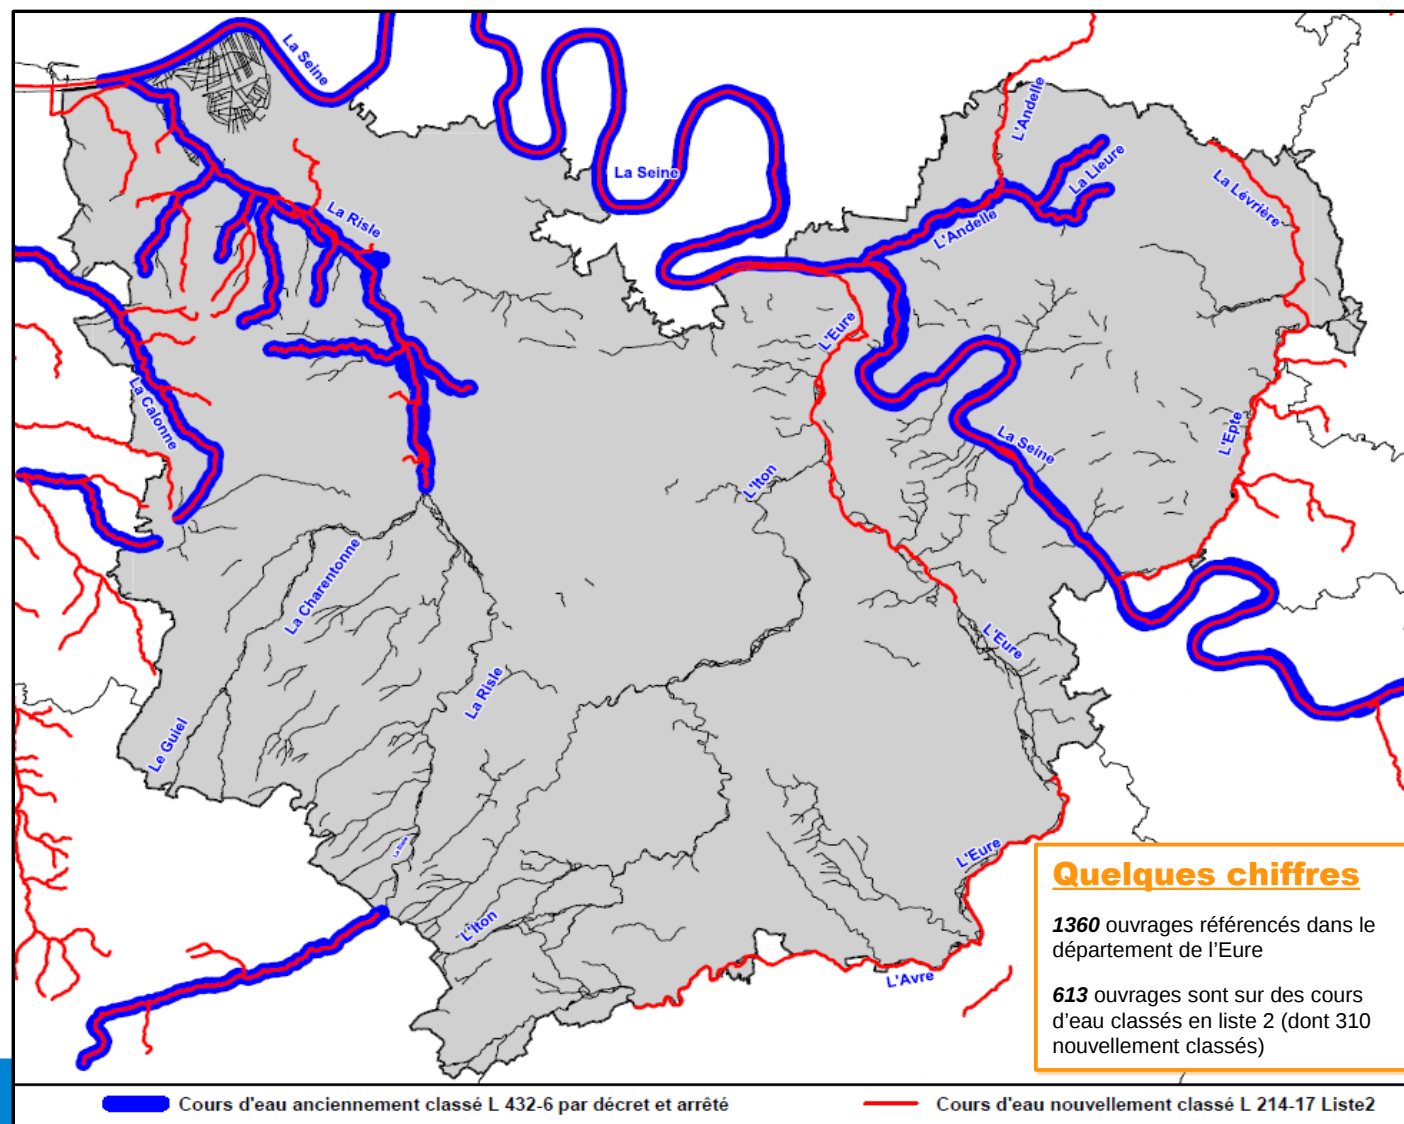 La Seine
L'Andelle
La Lieure
La Seine
La Lévrière
La Risle
L'Andelle
L'Eure
La Calonne
L'Epte
La Seine
L'Iton
La Charentonne
L'Eure
La Risle
Le Guiel
La Risle
L'Eure
L'Iton
L'Avre
Quelques chiffres
1360 ouvrages référencés dans le
département de l'Eure
613 ouvrages sont sur des cours
d'eau classés en liste 2 (dont 310
nouvellement classés)
Cours d'eau anciennement classé L 432-6 par décret et arrêté
Cours d'eau nouvellement classé L 214-17 Liste2